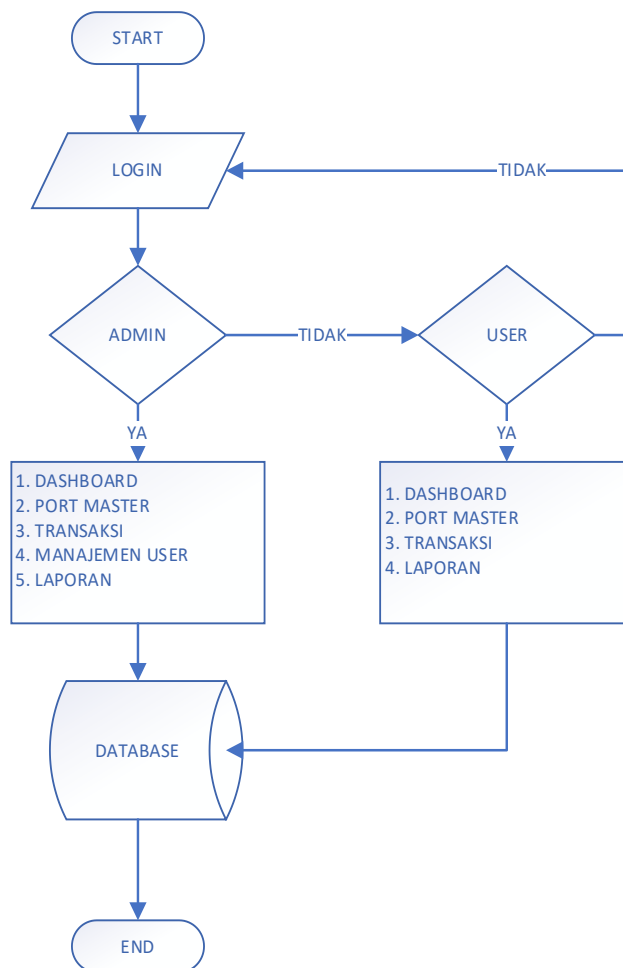 START
LOGIN
TIDAK
ADMIN
TIDAK
USER
YA
YA
1. DASHBOARD
2. PORT MASTER
3. TRANSAKSI
4. MANAJEMEN USER
5. LAPORAN
1. DASHBOARD
2. PORT MASTER
3. TRANSAKSI
4. LAPORAN
DATABASE
END